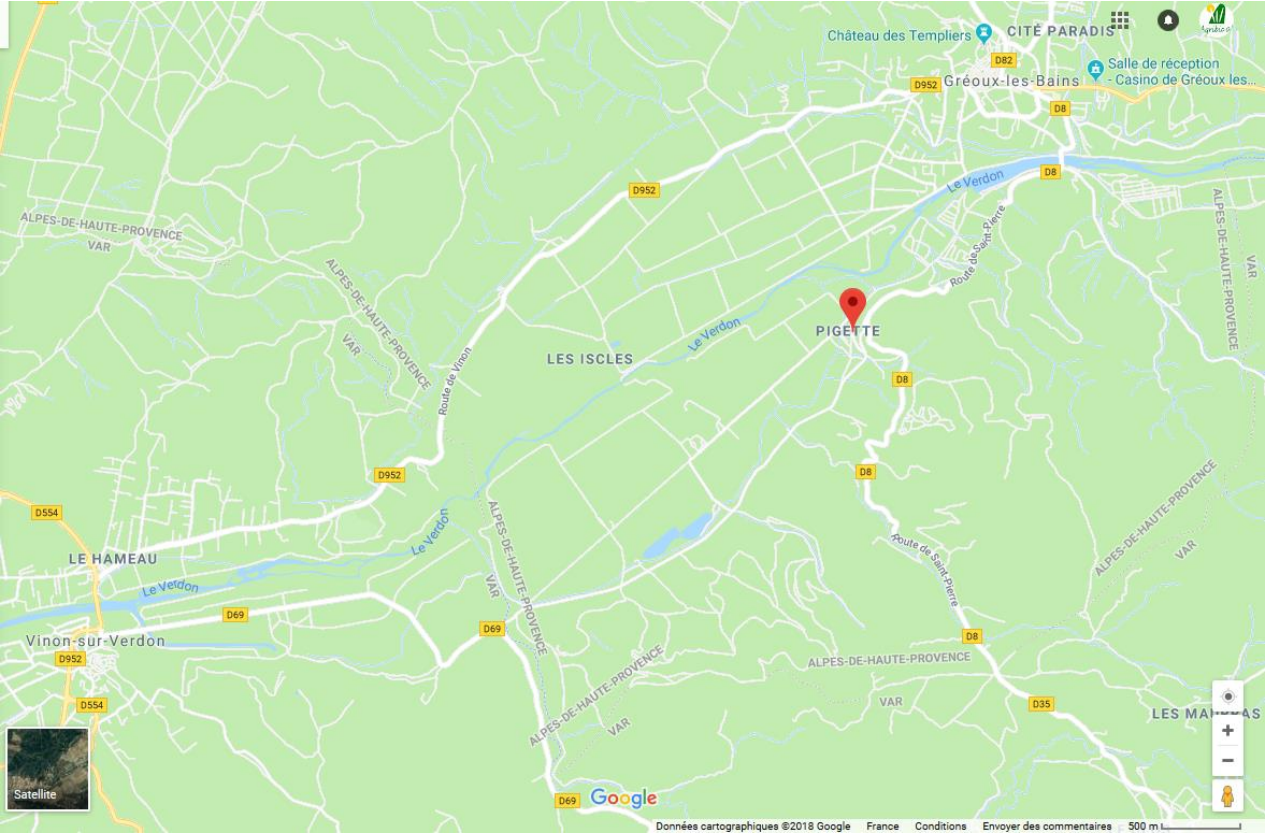 Château des Templiers
CITÉ PARADIS
D82
Salle de réception
- Casino de Gréoux les...
D952
Gréoux-les-Bains
D8
D8
Le Verdon
D952
ALPES-DE-HAUTE-PROVENCE
VAR
ALPES-DE-HAUTE-PROVENCE
VAR
ALPES-DE-HAUTE-PROVENCE
VAR
Route de Saint-Pierre
PIGETTE
Le Verdon
LES ISCLES
Route de Vinon
D8
D952
D8
D554
Le Verdon
ALPES-DE-HAUTE-PROVENCE
VAR
ALPES-DE-HAUTE-PROVENCE
VAR
Route de Saint-Pierre
LE HAMEAU
Le Verdon
D69
D69
D8
Vinon-sur-Verdon
D952
ALPES-DE-HAUTE-PROVENCE
VAR
ALPES-DE-HAUTE-PROVENCE
VAR
D554
D35
Satellite
D69
Google
Données cartographiques ©2018 Google France Conditions Envoyer des commentaires 500 m